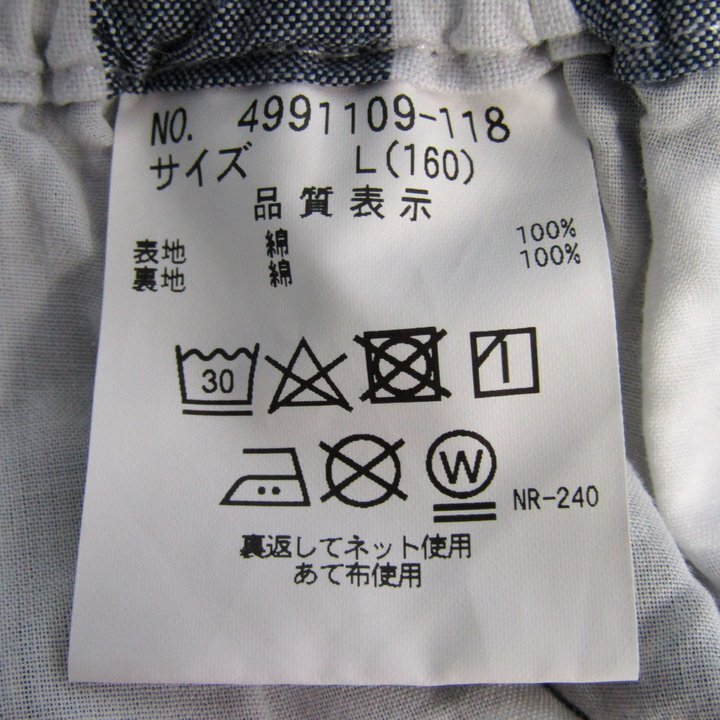 NO. 4991109-118
サイズ L(160)
品質表示
表地 綿 100%
裏地 綿 100%
30
W NR-240
裏返してネット使用
あて布使用